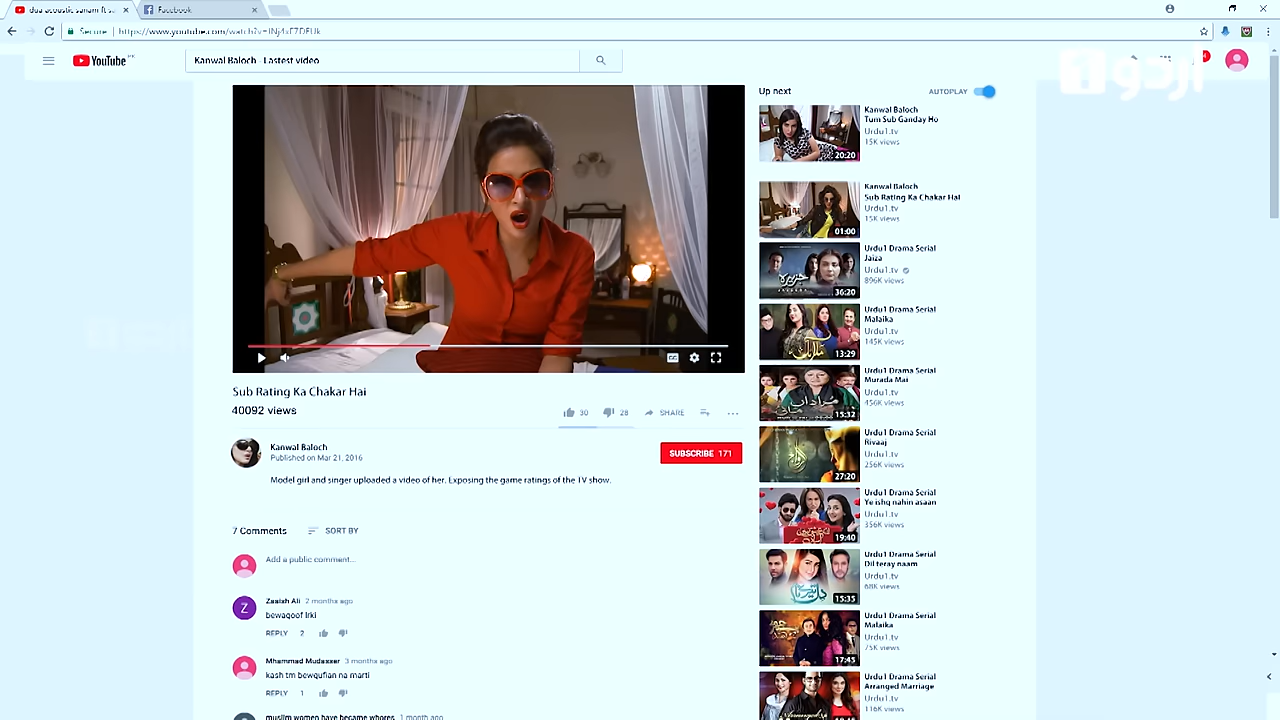 dua acoustic sanam ft s
Facebook
Secure
https://www.youtube.com/watch?v=
YouTube PK
Kanwal Baloch - Lastest video
اردو 1
Up next
AUTOPLAY
Kanwal Baloch
Tum Sub Ganday Ho
Urdu1.tv
15K views
20:20
Kanwal Baloch
Sub Rating Ka Chakar Hai
Urdu1.tv
15K views
01:00
Urdu1 Drama Serial
Jaiza
Urdu1.tv
896K views
36:20
Urdu1 Drama Serial
Malaika
Urdu1.tv
145K views
13:29
Urdu1 Drama Serial
Murada Mai
Urdu1.tv
456K views
15:32
Urdu1 Drama Serial
Rivaaj
Urdu1.tv
256K views
27:20
Urdu1 Drama Serial
Ye ishq nahin asaan
Urdu1.tv
356K views
19:40
Urdu1 Drama Serial
Dil teray naam
Urdu1.tv
68K views
15:35
Urdu1 Drama Serial
Malaika
Urdu1.tv
75K views
17:45
Urdu1 Drama Serial
Arranged Marriage
Urdu1.tv
116K views
Sub Rating Ka Chakar Hai
40092 views
30
28
SHARE
Kanwal Baloch
Published on Mar 21, 2016
SUBSCRIBE 171
Model girl and singer uploaded a video of her. Exposing the game ratings of the TV show.
7 Comments
SORT BY
Add a public comment...
Z
Zaaish Ali 2 months ago
bewaqoof lrki
REPLY 2
Mhammad Mudasser 3 months ago
kash tm bewqufian na marti
REPLY 1
muslim women have became whores 1 month ago